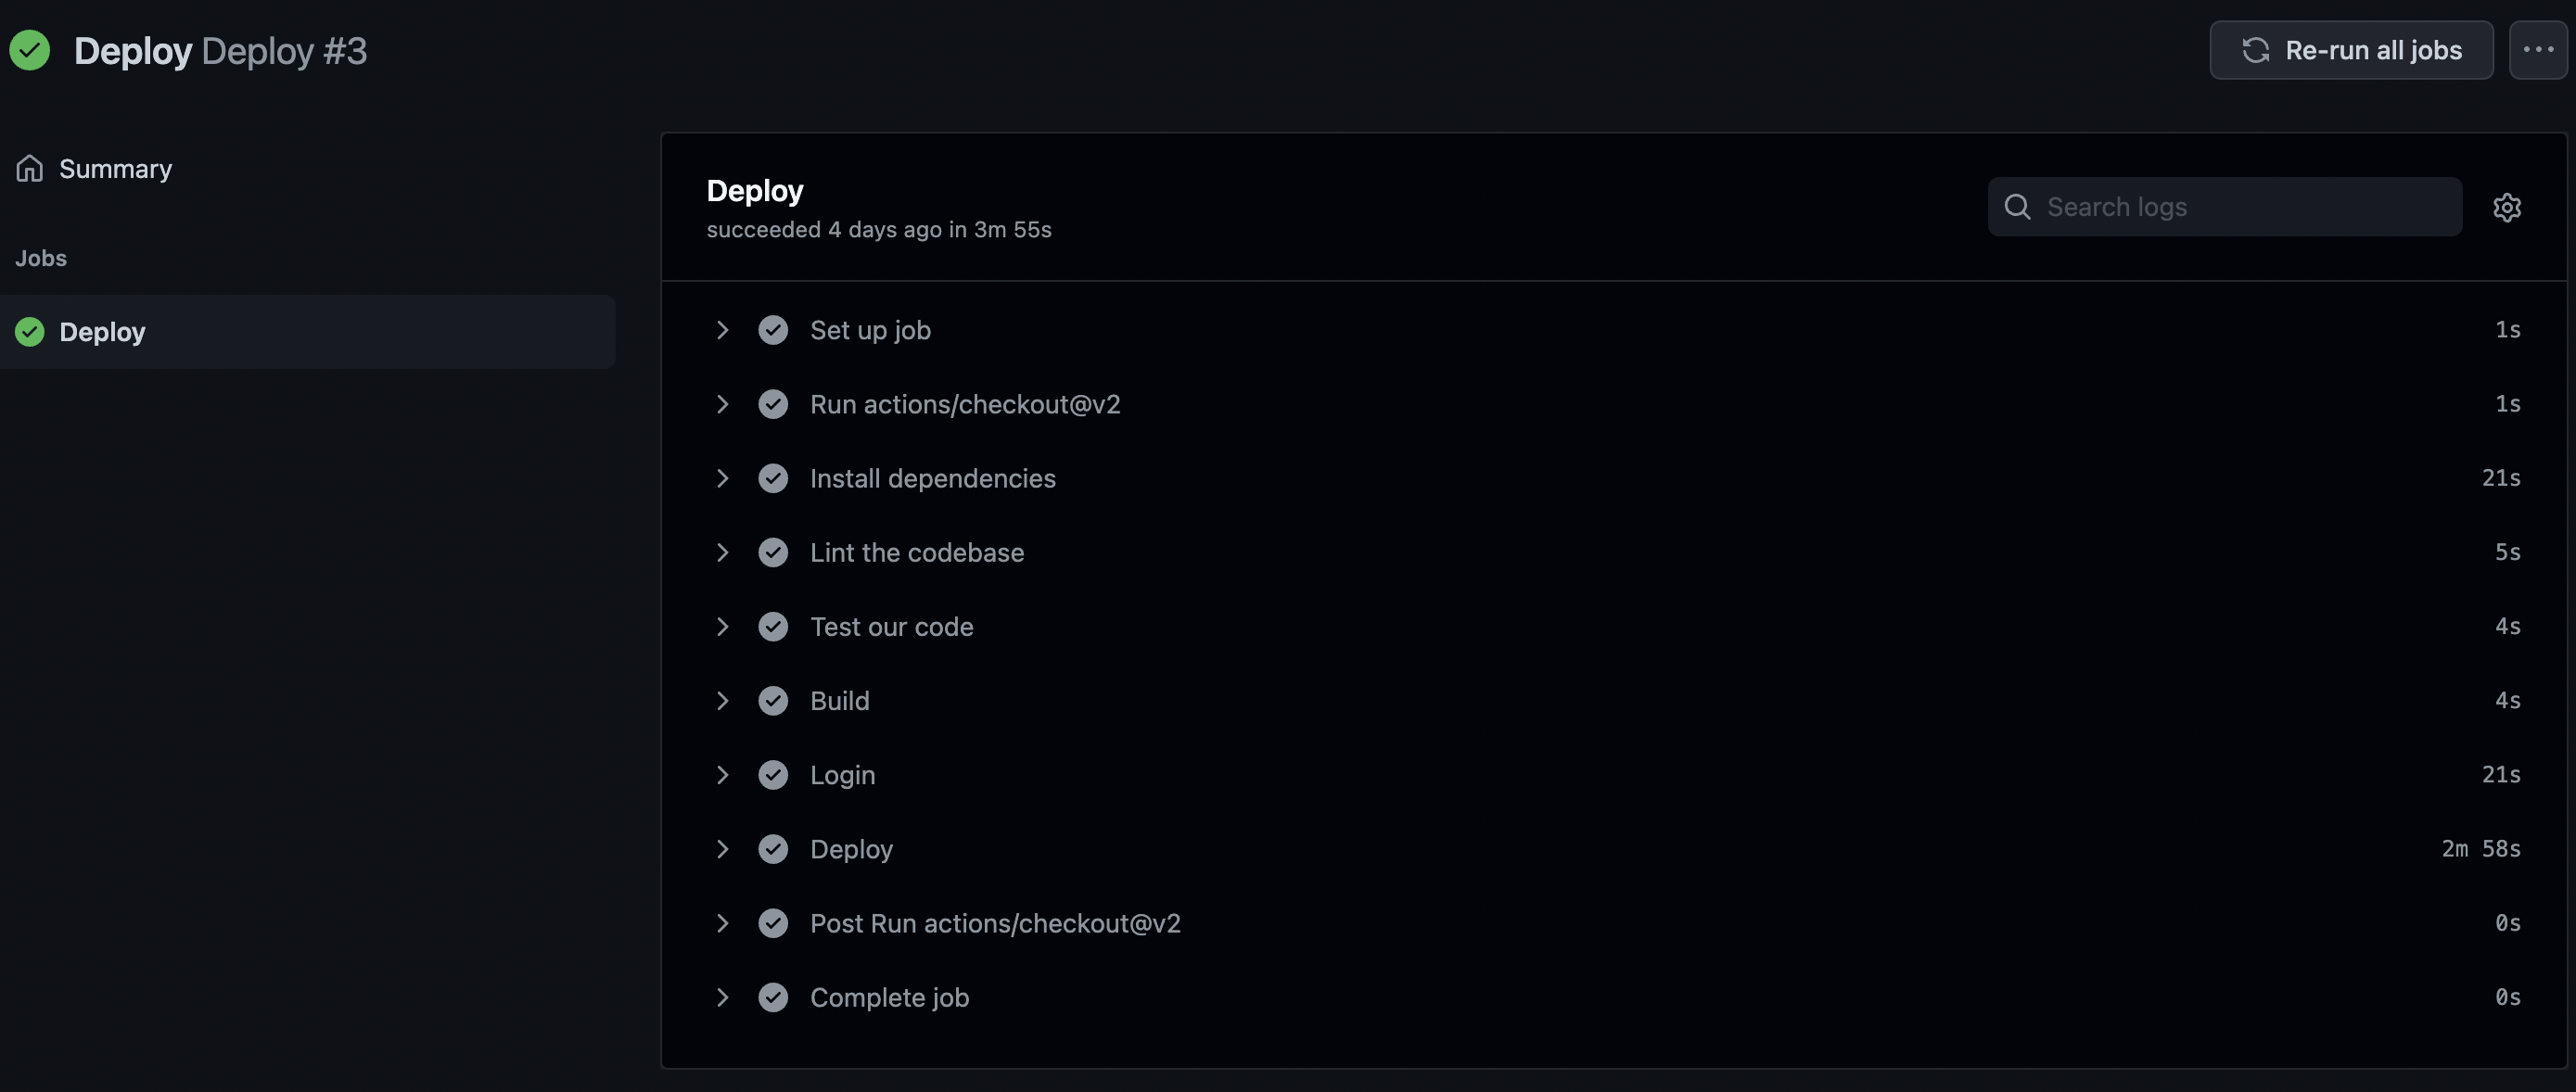 Deploy Deploy #3
Re-run all jobs
Summary
Jobs
Deploy
Deploy
succeeded 4 days ago in 3m 55s
Search logs
Set up job 1s
Run actions/checkout@v2 1s
Install dependencies 21s
Lint the codebase 5s
Test our code 4s
Build 4s
Login 21s
Deploy 2m 58s
Post Run actions/checkout@v2 0s
Complete job 0s